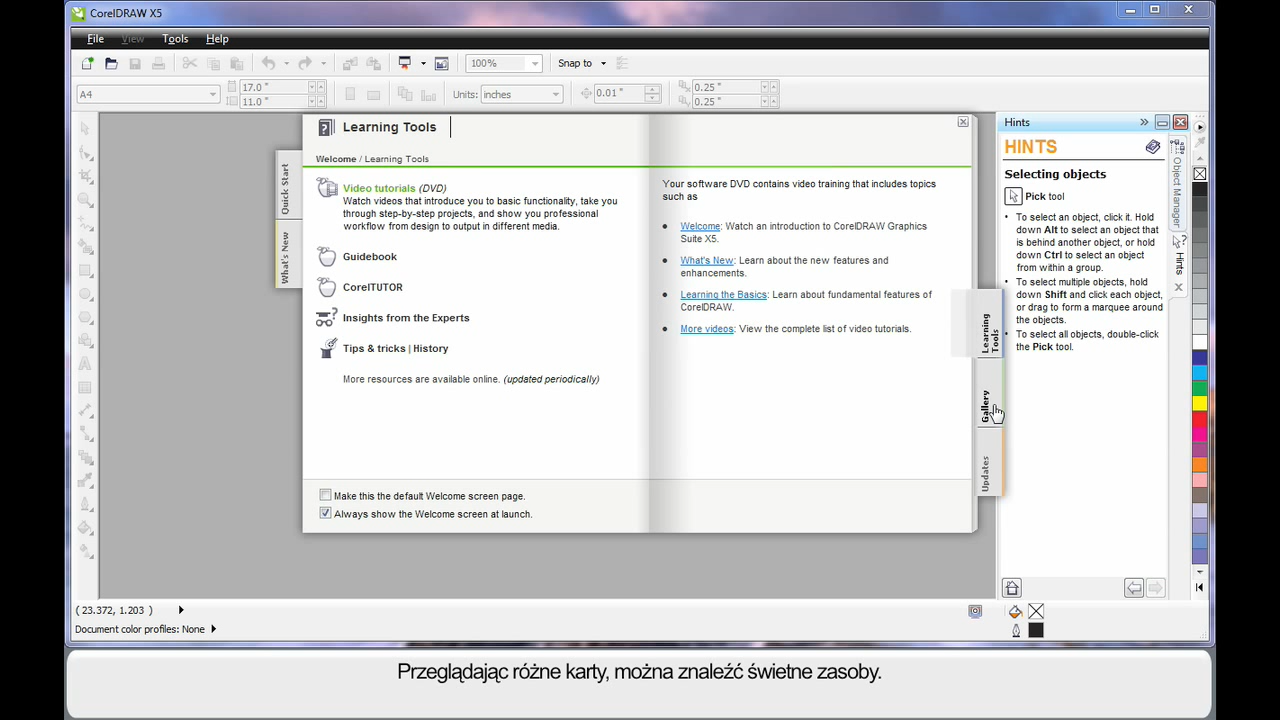 CorelDRAW X5
File View Tools Help
100% Snap to
A4 17.0 " 11.0 " Units: inches 0.01 " 0.25 " 0.25 "
Learning Tools
Welcome / Learning Tools
Quick Start
What's New
Video tutorials (DVD)
Watch videos that introduce you to basic functionality, take you
through step-by-step projects, and show you professional
workflow from design to output in different media.
Guidebook
CorelTUTOR
Insights from the Experts
Tips & tricks | History
More resources are available online. (updated periodically)
Make this the default Welcome screen page.
Always show the Welcome screen at launch.
Your software DVD contains video training that includes topics
such as
Welcome: Watch an introduction to CorelDRAW Graphics
Suite X5.
What's New: Learn about the new features and
enhancements.
Learning the Basics: Learn about fundamental features of
CorelDRAW.
More videos: View the complete list of video tutorials.
Learning
Tools
Gallery
Updates
Hints
HINTS
Selecting objects
Pick tool
• To select an object, click it. Hold
down Alt to select an object that
is behind another object, or hold
down Ctrl to select an object
from within a group.
• To select multiple objects, hold
down Shift and click each object,
or drag to form a marquee around
the objects.
• To select all objects, double-click
the Pick tool.
Object Manager
Hints
( 23.372, 1.203 )
Document color profiles: None
Przeglądając różne karty, można znaleźć świetne zasoby.